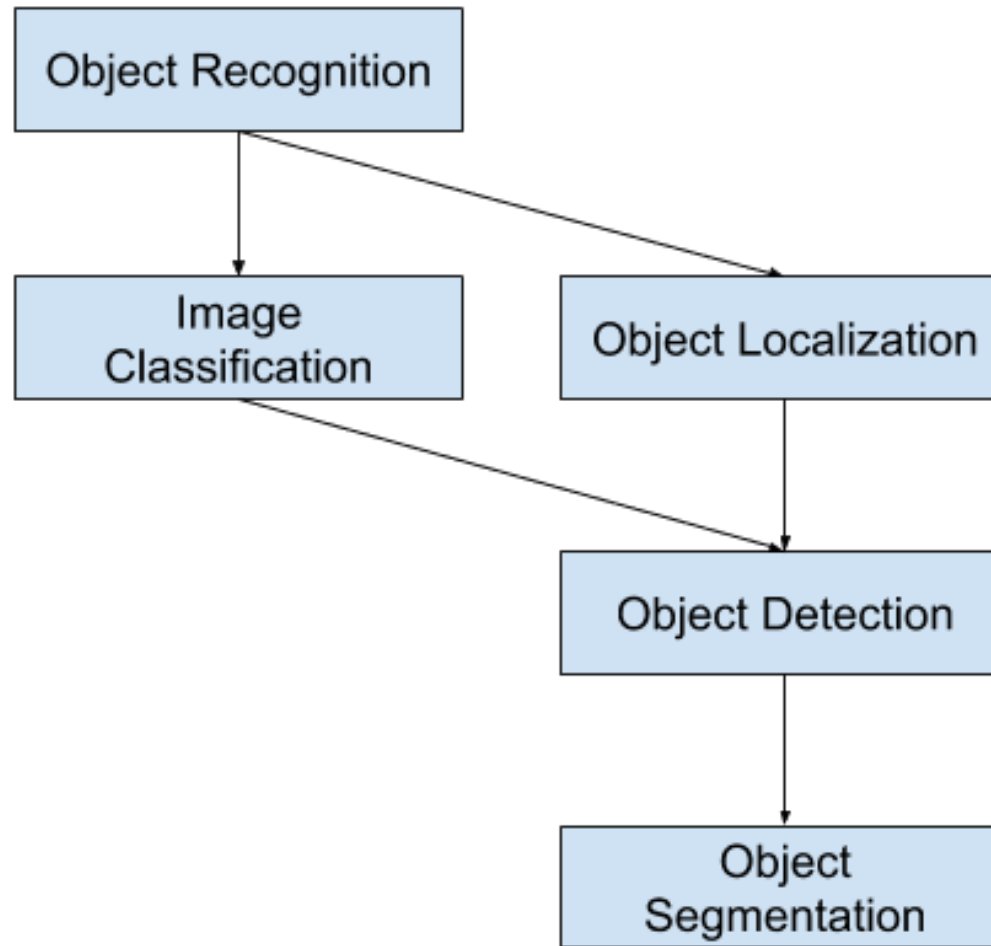 Object Recognition
Image
Classification
Object Localization
Object Detection
Object
Segmentation